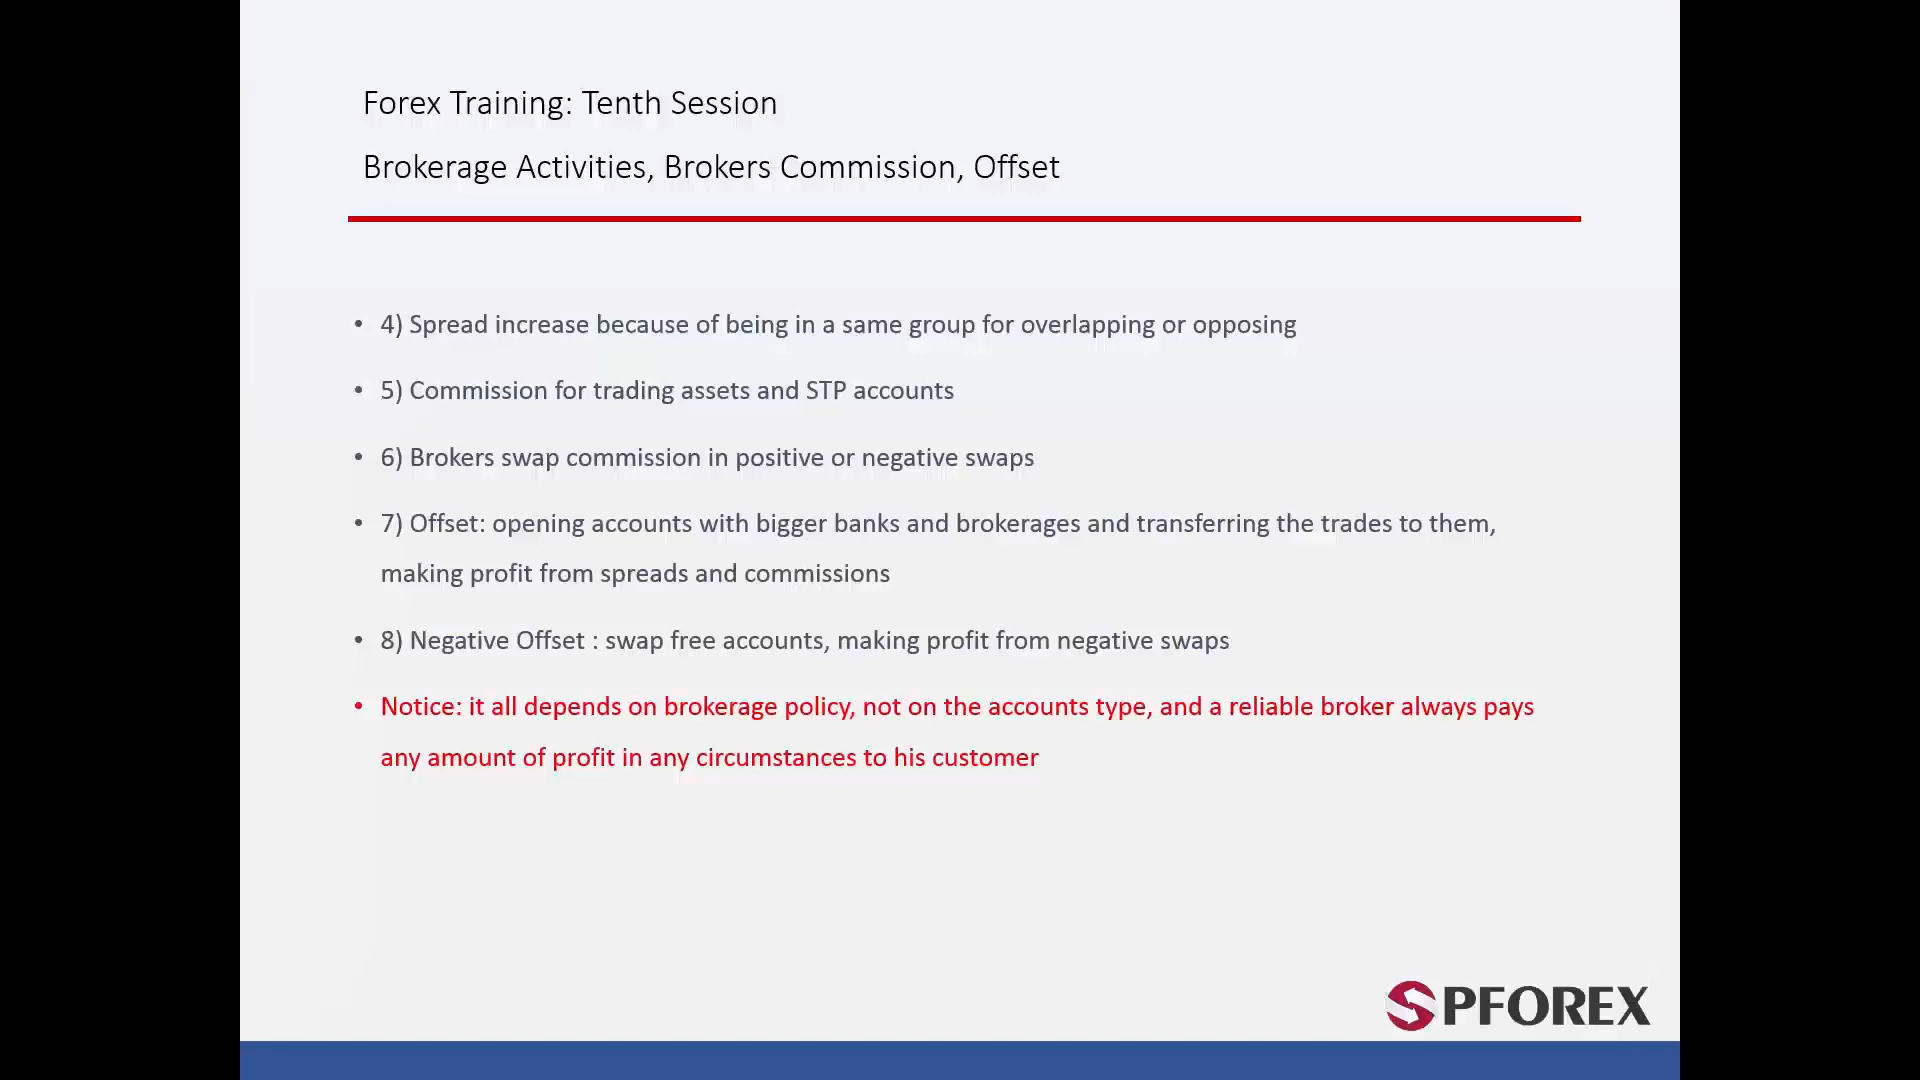 Forex Training: Tenth Session
Brokerage Activities, Brokers Commission, Offset
• 4) Spread increase because of being in a same group for overlapping or opposing
• 5) Commission for trading assets and STP accounts
• 6) Brokers swap commission in positive or negative swaps
• 7) Offset: opening accounts with bigger banks and brokerages and transferring the trades to them,
making profit from spreads and commissions
• 8) Negative Offset : swap free accounts, making profit from negative swaps
• Notice: it all depends on brokerage policy, not on the accounts type, and a reliable broker always pays
any amount of profit in any circumstances to his customer
SPFOREX